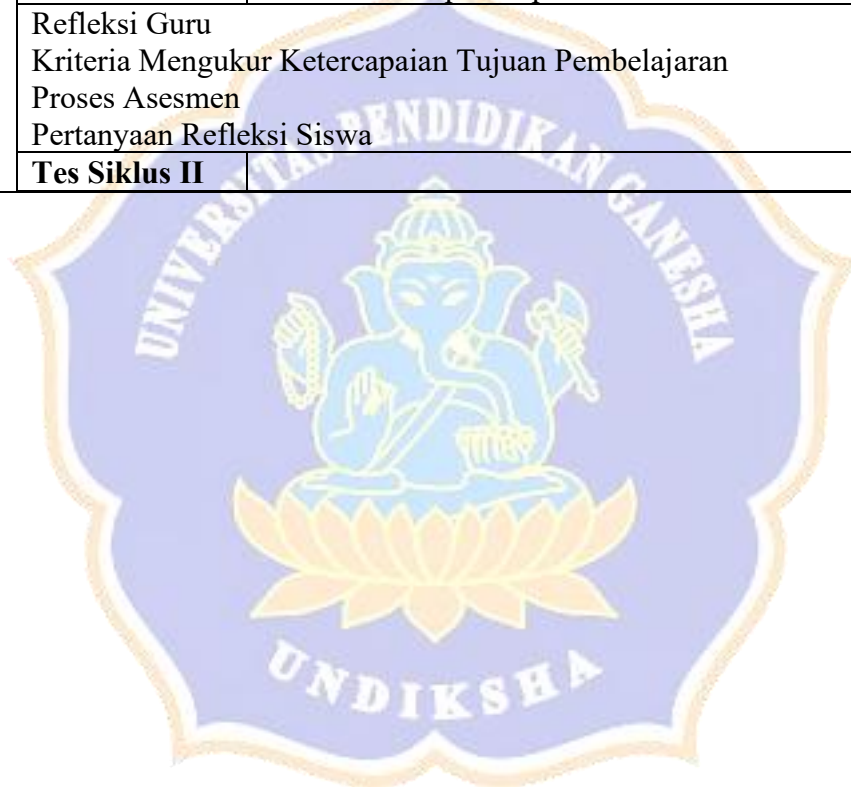 Refleksi Guru
Kriteria Mengukur Ketercapaian Tujuan Pembelajaran
Proses Asesmen
Pertanyaan Refleksi Siswa
Tes Siklus II
UNIVERSITAS PENDIDIKAN GANESHA
UNDIKSHA